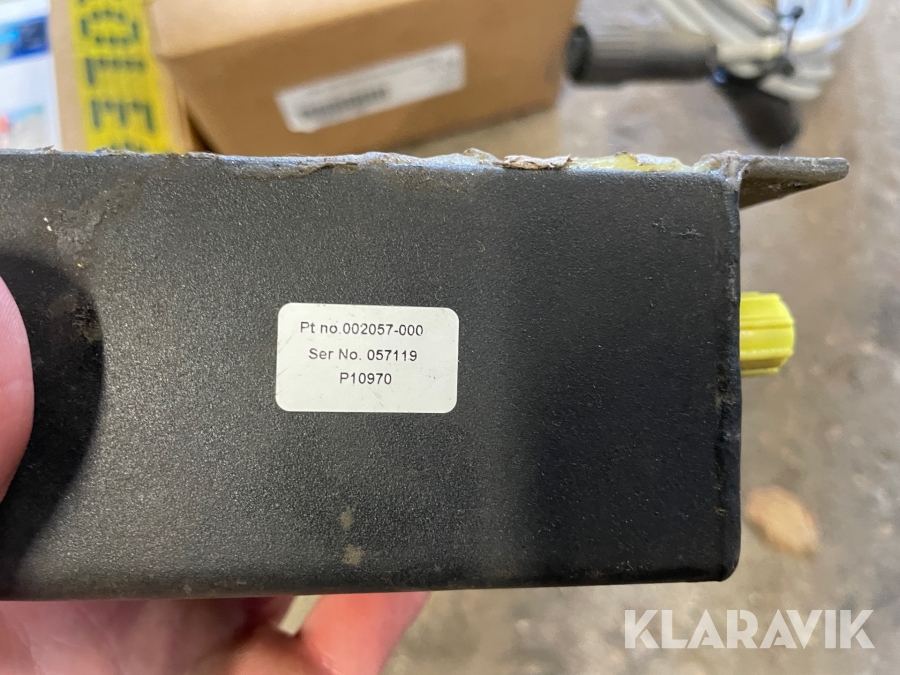 Pt no.002057-000
Ser No. 057119
P10970
KLARAVIK